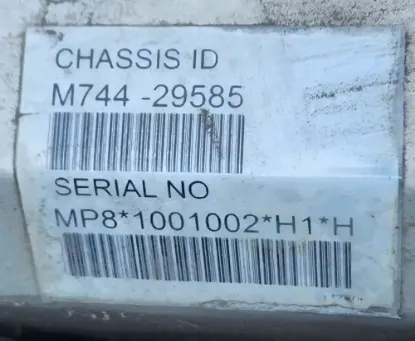 CHASSIS ID
M744 -29585
SERIAL NO
MP8*1001002*H1*H